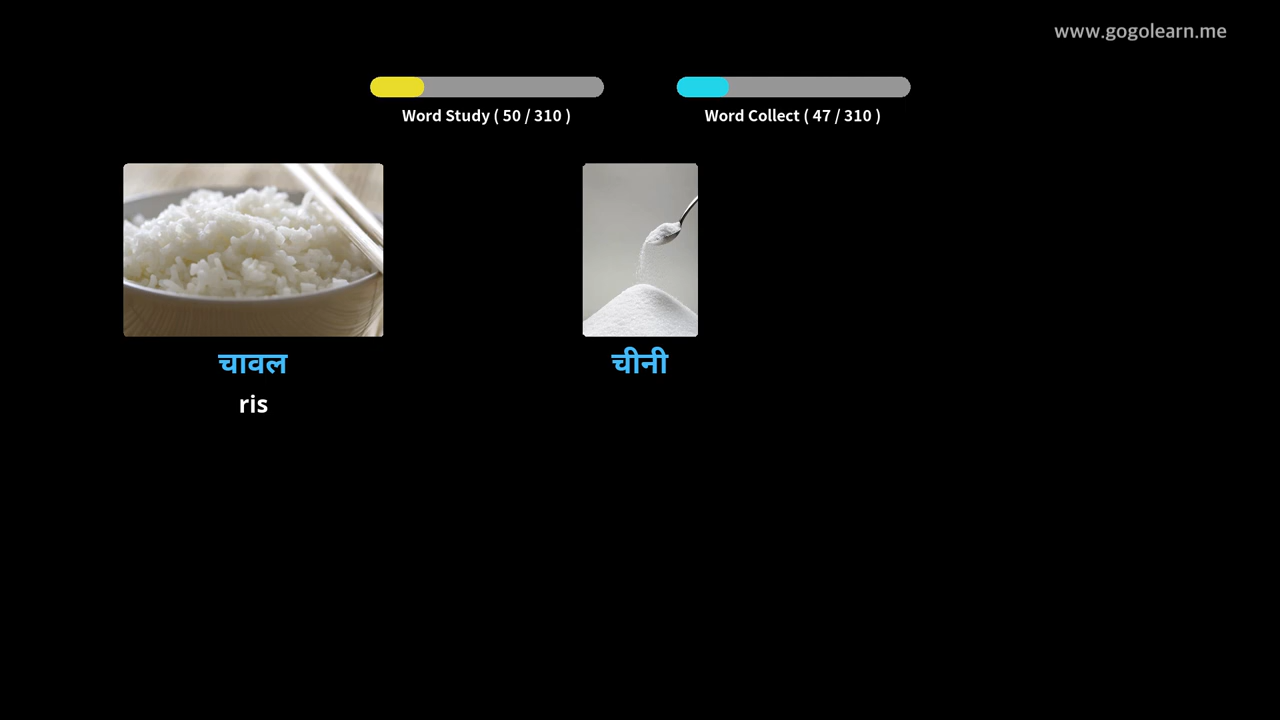 www.gogolearn.me
Word Study ( 50 / 310 )
Word Collect ( 47 / 310 )
चावल
चीनी
ris